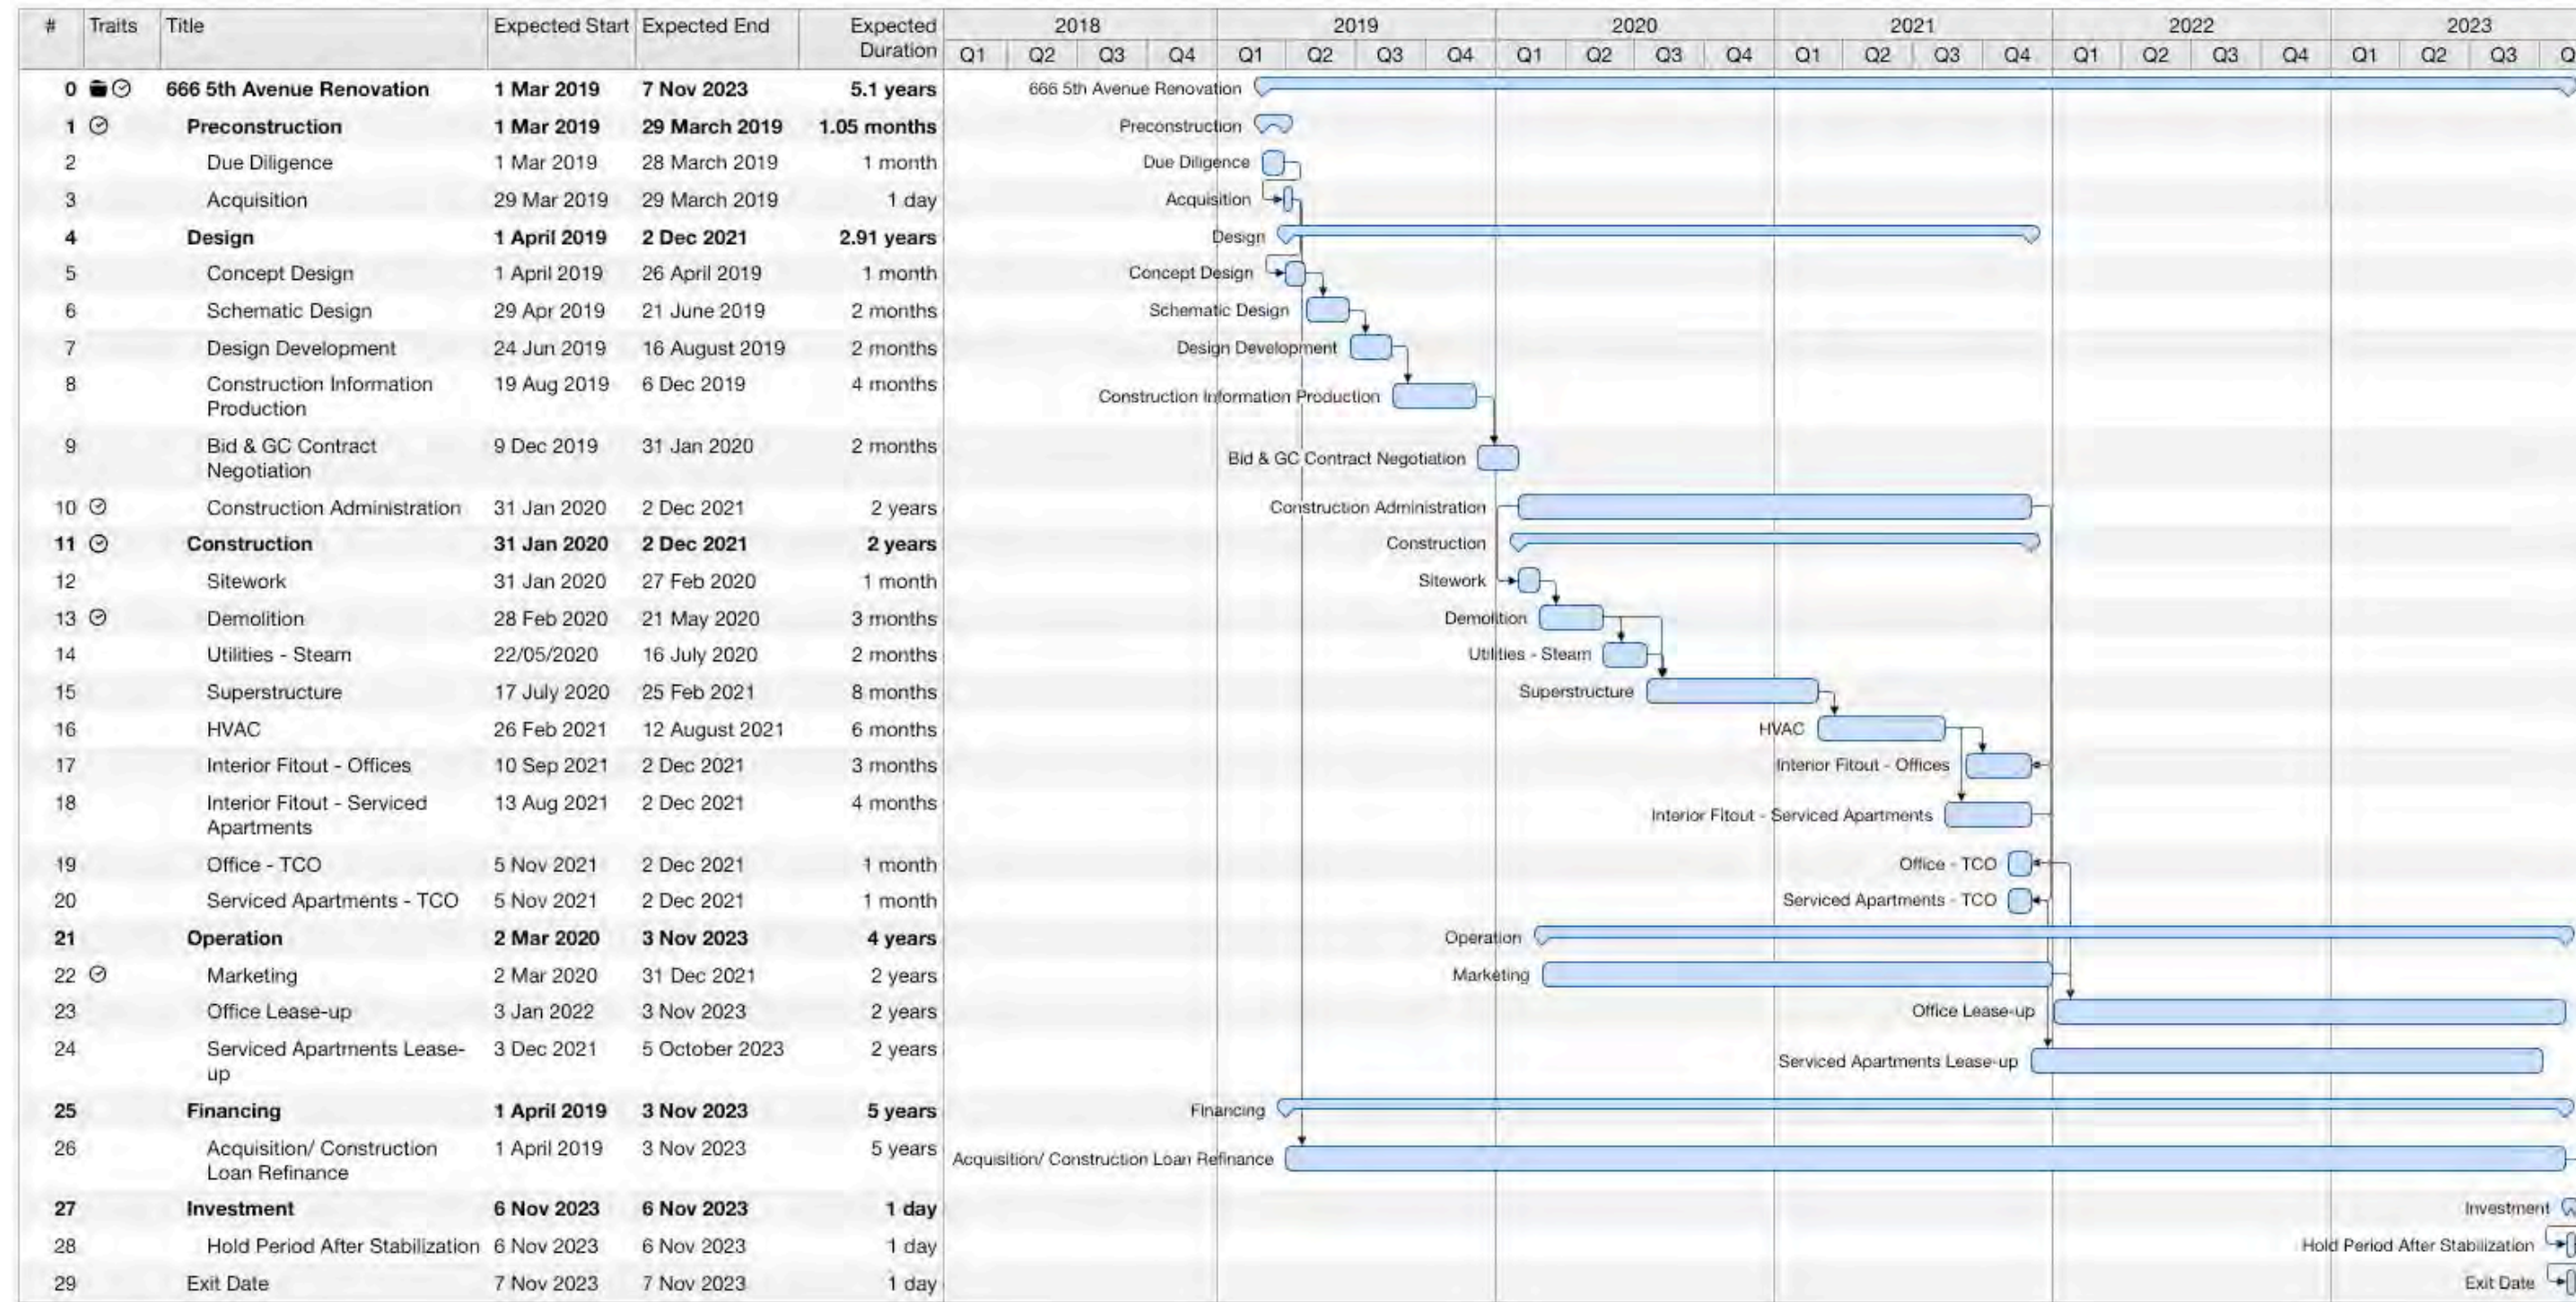 # Traits Title Expected Start Expected End Expected Duration 2018 2019 2020 2021 2022 2023
Q1 Q2 Q3 Q4 Q1 Q2 Q3 Q4 Q1 Q2 Q3 Q4 Q1 Q2 Q3 Q4 Q1 Q2 Q3 Q4 Q1 Q2 Q3
0 666 5th Avenue Renovation 1 Mar 2019 7 Nov 2023 5.1 years 666 5th Avenue Renovation
1 Preconstruction 1 Mar 2019 29 March 2019 1.05 months Preconstruction
2 Due Diligence 1 Mar 2019 28 March 2019 1 month Due Diligence
3 Acquisition 29 Mar 2019 29 March 2019 1 day Acquisition
4 Design 1 April 2019 2 Dec 2021 2.91 years Design
5 Concept Design 1 April 2019 26 April 2019 1 month Concept Design
6 Schematic Design 29 Apr 2019 21 June 2019 2 months Schematic Design
7 Design Development 24 Jun 2019 16 August 2019 2 months Design Development
8 Construction Information 19 Aug 2019 6 Dec 2019 4 months
Production Construction Information Production
9 Bid & GC Contract 9 Dec 2019 31 Jan 2020 2 months
Negotiation Bid & GC Contract Negotiation
10 Construction Administration 31 Jan 2020 2 Dec 2021 2 years Construction Administration
11 Construction 31 Jan 2020 2 Dec 2021 2 years Construction
12 Sitework 31 Jan 2020 27 Feb 2020 1 month Sitework
13 Demolition 28 Feb 2020 21 May 2020 3 months Demolition
14 Utilities - Steam 22/05/2020 16 July 2020 2 months Utilities - Steam
15 Superstructure 17 July 2020 25 Feb 2021 8 months Superstructure
16 HVAC 26 Feb 2021 12 August 2021 6 months HVAC
17 Interior Fitout - Offices 10 Sep 2021 2 Dec 2021 3 months Interior Fitout - Offices
18 Interior Fitout - Serviced 13 Aug 2021 2 Dec 2021 4 months
Apartments Interior Fitout - Serviced Apartments
19 Office - TCO 5 Nov 2021 2 Dec 2021 1 month Office - TCO
20 Serviced Apartments - TCO 5 Nov 2021 2 Dec 2021 1 month Serviced Apartments - TCO
21 Operation 2 Mar 2020 3 Nov 2023 4 years Operation
22 Marketing 2 Mar 2020 31 Dec 2021 2 years Marketing
23 Office Lease-up 3 Jan 2022 3 Nov 2023 2 years Office Lease-up
24 Serviced Apartments Lease- 3 Dec 2021 5 October 2023 2 years
up Serviced Apartments Lease-up
25 Financing 1 April 2019 3 Nov 2023 5 years Financing
26 Acquisition/ Construction 1 April 2019 3 Nov 2023 5 years
Loan Refinance Acquisition/ Construction Loan Refinance
27 Investment 6 Nov 2023 6 Nov 2023 1 day Investment
28 Hold Period After Stabilization 6 Nov 2023 6 Nov 2023 1 day Hold Period After Stabilization
29 Exit Date 7 Nov 2023 7 Nov 2023 1 day Exit Date